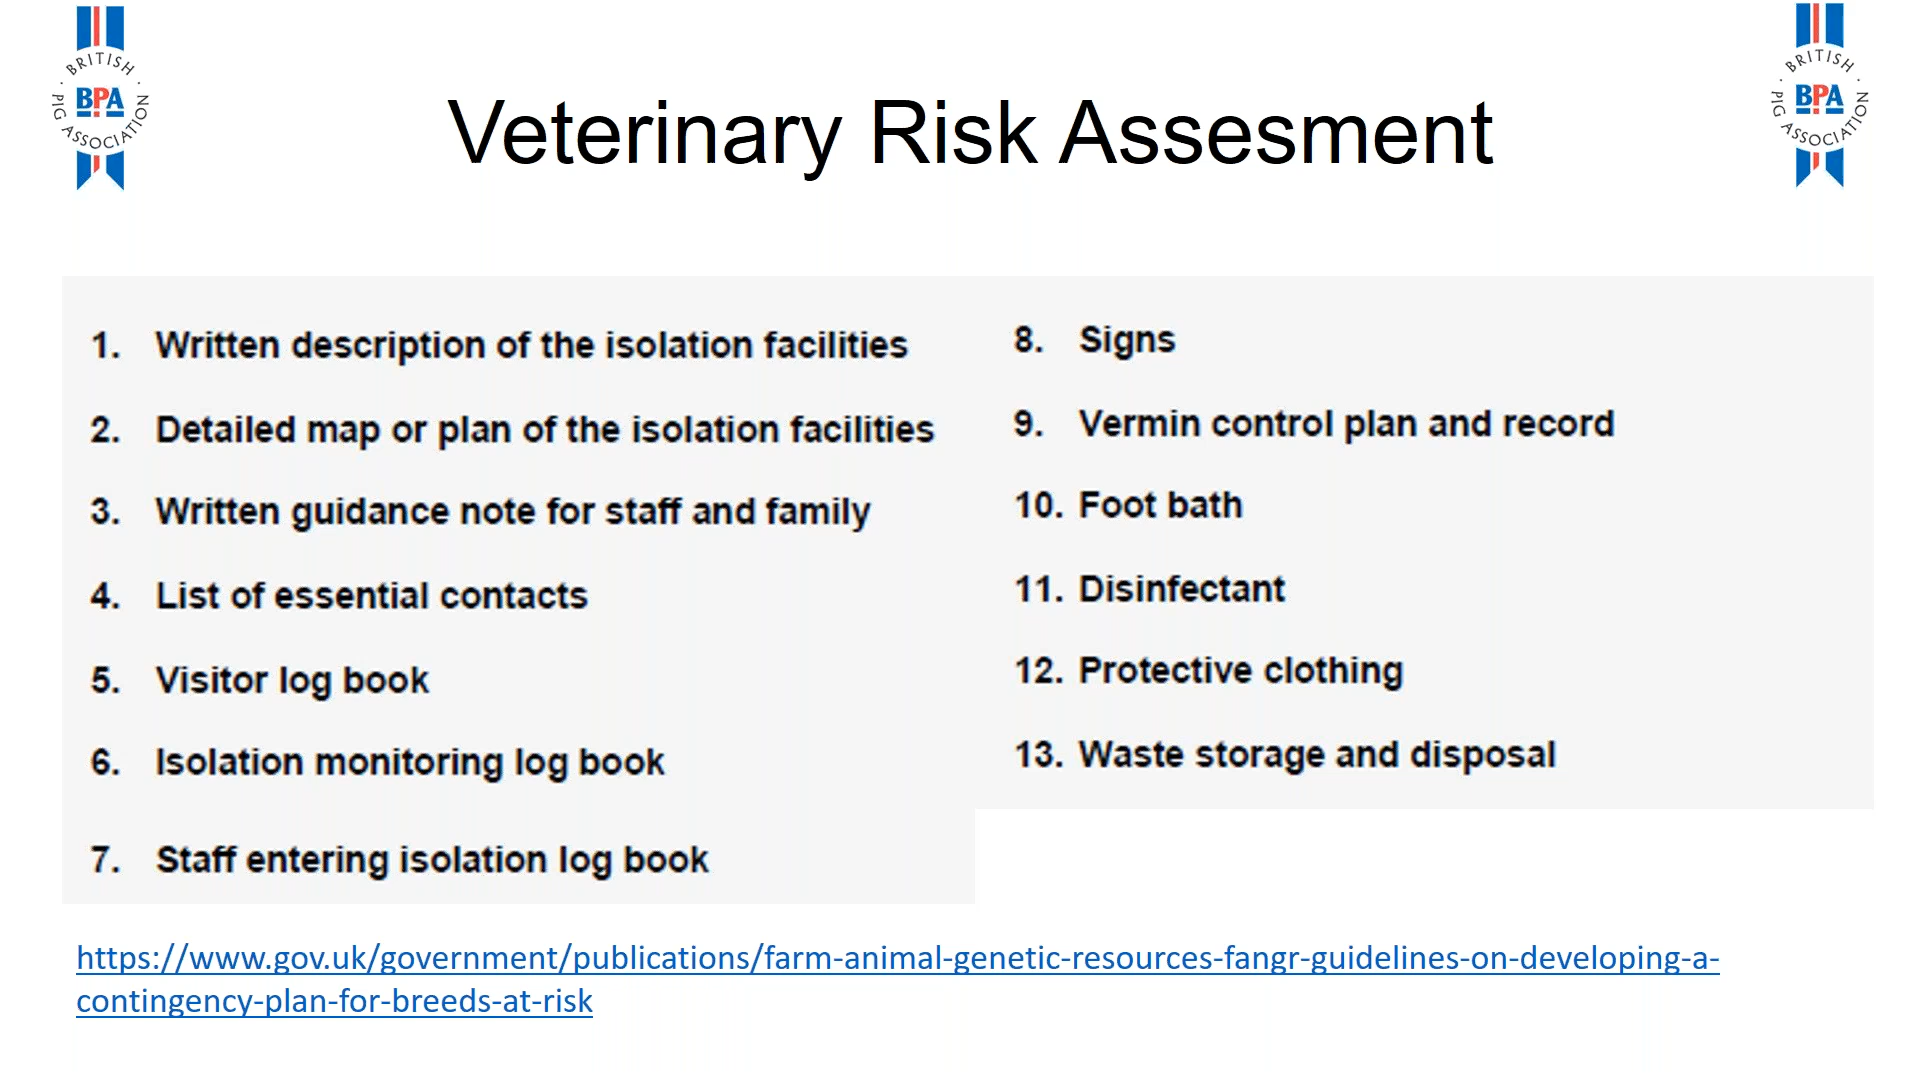 BRITISH
BPA
PIG ASSOCIATION
BRITISH
BPA
PIG ASSOCIATION
Veterinary Risk Assesment
1. Written description of the isolation facilities
2. Detailed map or plan of the isolation facilities
3. Written guidance note for staff and family
4. List of essential contacts
5. Visitor log book
6. Isolation monitoring log book
7. Staff entering isolation log book
8. Signs
9. Vermin control plan and record
10. Foot bath
11. Disinfectant
12. Protective clothing
13. Waste storage and disposal
https://www.gov.uk/government/publications/farm-animal-genetic-resources-fangr-guidelines-on-developing-a-
contingency-plan-for-breeds-at-risk